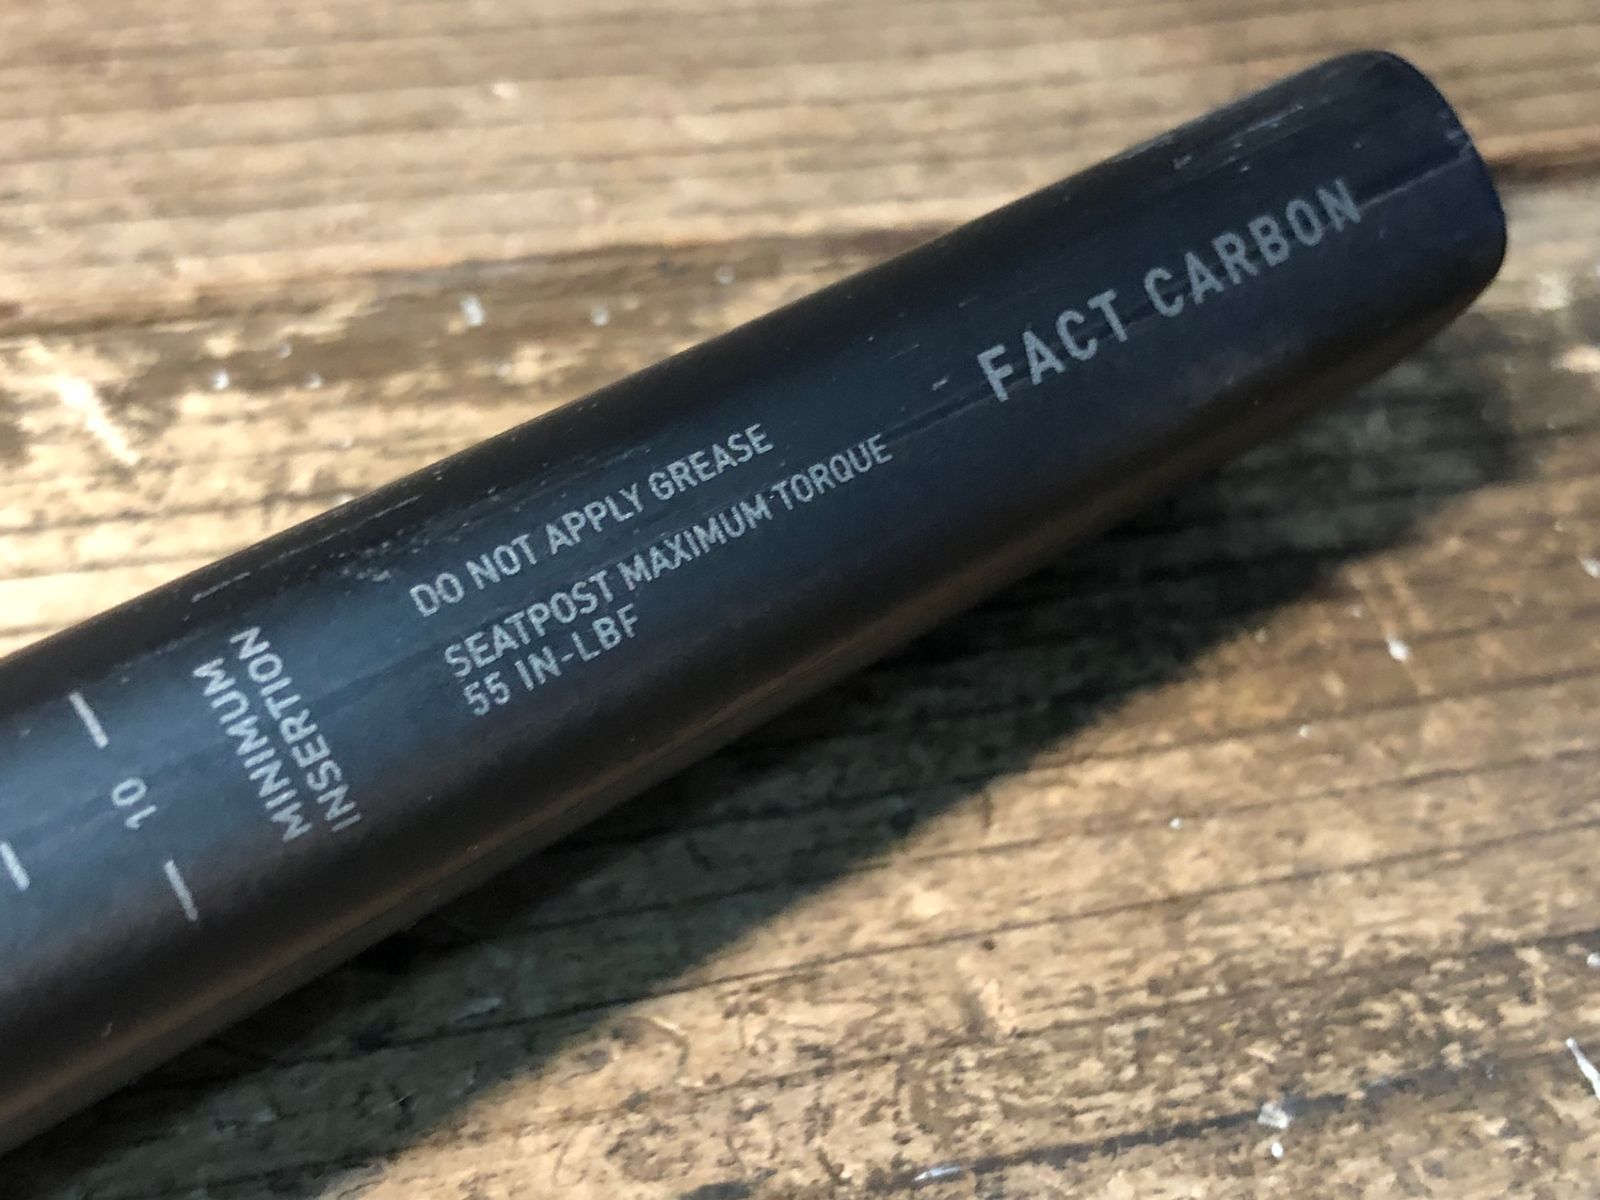 FACT CARBON
DO NOT APPLY GREASE
SEATPOST MAXIMUM TORQUE
55 IN-LBF
MINIMUM
INSERTION
10